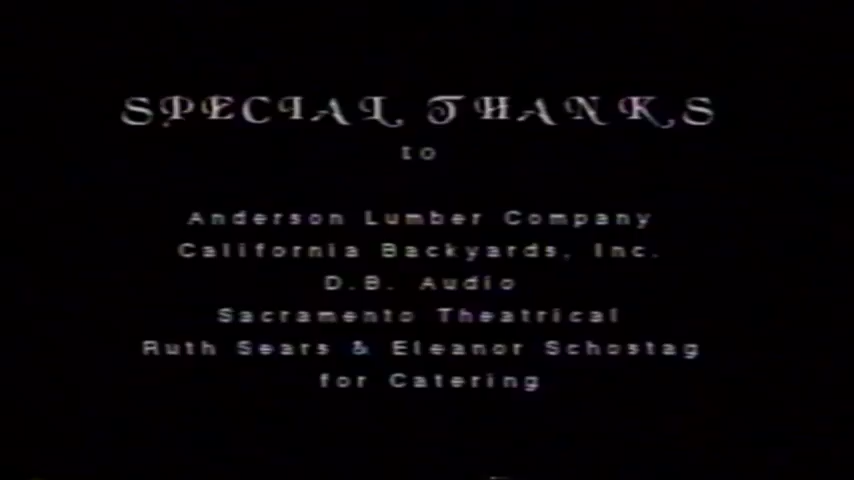 SPECIAL THANKS
to
Anderson Lumber Company
California Backyards, Inc.
D.B. Audio
Sacramento Theatrical
Ruth Sears & Eleanor Schostag
for Catering